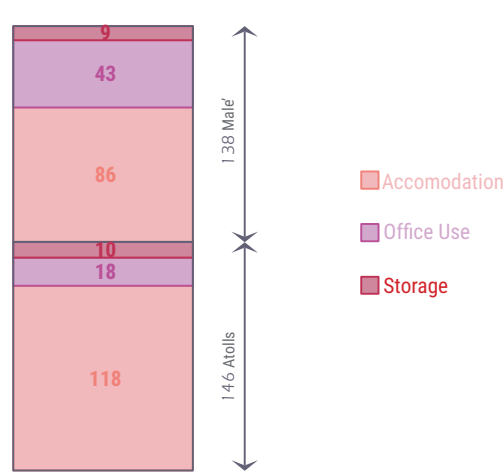 9
43
86
138 Male'
10
18
118
146 Atolls
Accomodation
Office Use
Storage